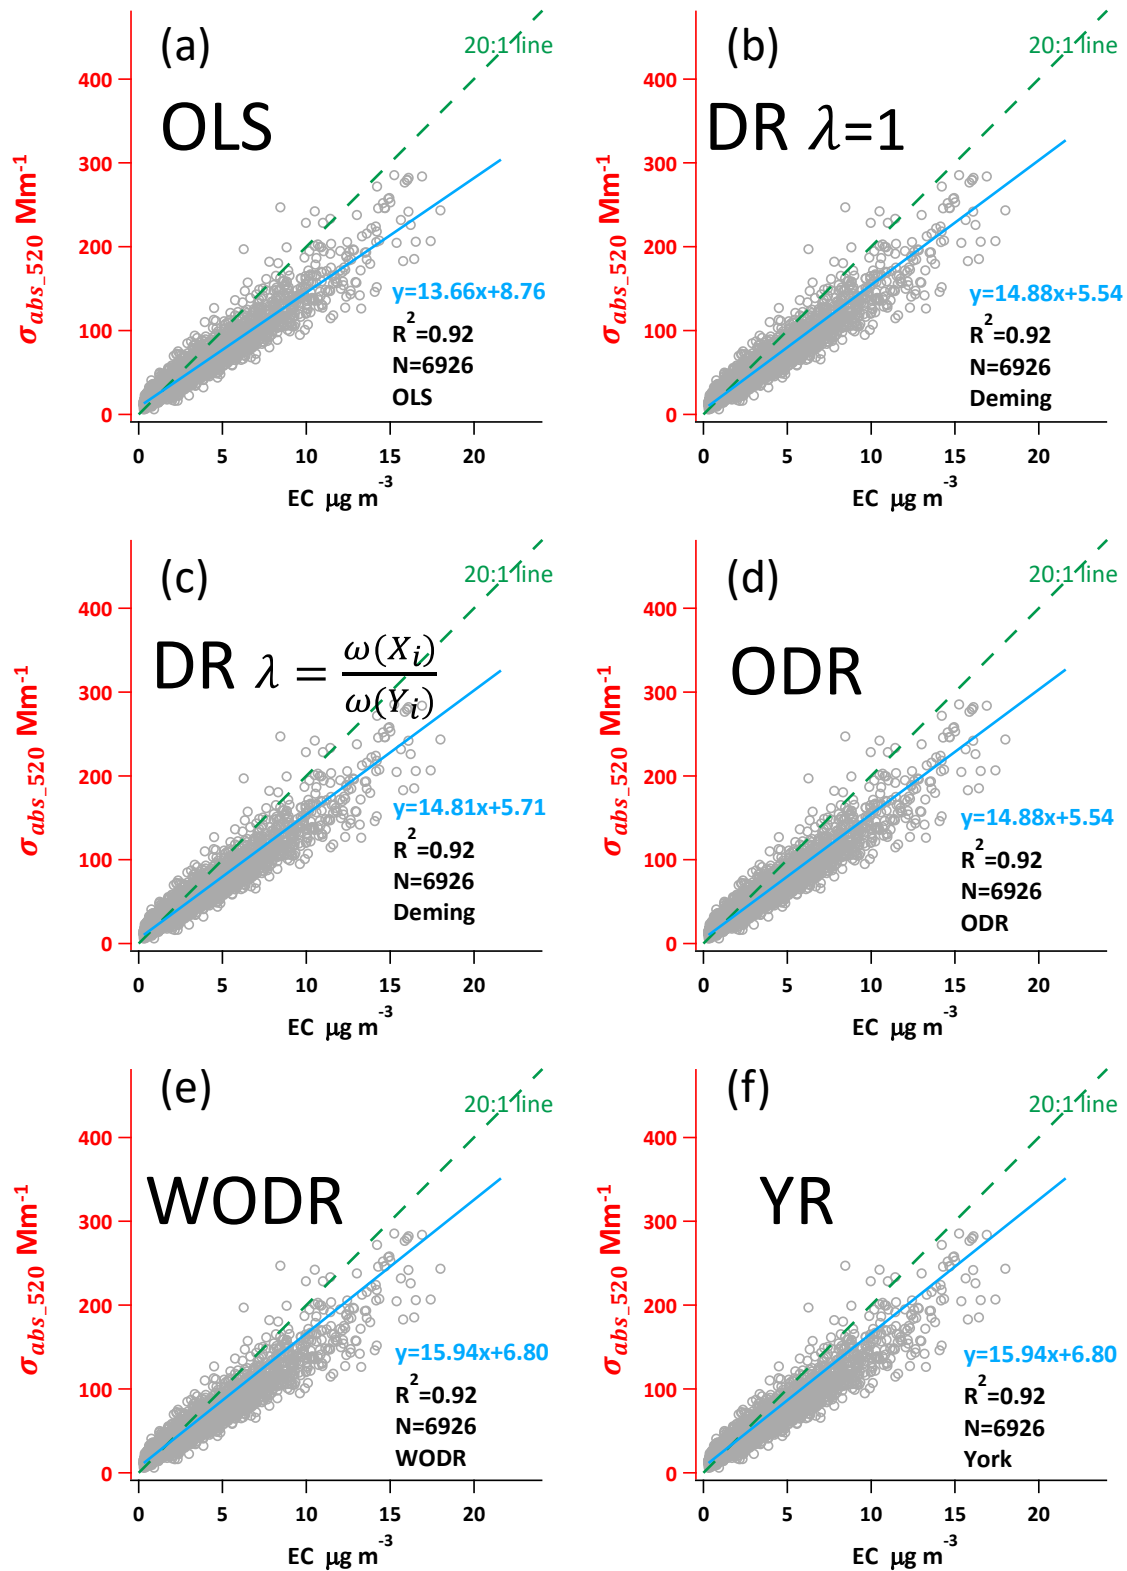 (a)
20:1 line
OLS
400
300
200
100
0
σabs_520 Mm-1
y=13.66x+8.76
R2=0.92
N=6926
OLS
0 5 10 15 20
EC μg m-3
(b)
20:1 line
DR λ=1
400
300
200
100
0
σabs_520 Mm-1
y=14.88x+5.54
R2=0.92
N=6926
Deming
0 5 10 15 20
EC μg m-3
(c)
20:1 line
DR λ = ω(Xi)/ω(Yi)
400
300
200
100
0
σabs_520 Mm-1
y=14.81x+5.71
R2=0.92
N=6926
Deming
0 5 10 15 20
EC μg m-3
(d)
20:1 line
ODR
400
300
200
100
0
σabs_520 Mm-1
y=14.88x+5.54
R2=0.92
N=6926
ODR
0 5 10 15 20
EC μg m-3
(e)
20:1 line
WODR
400
300
200
100
0
σabs_520 Mm-1
y=15.94x+6.80
R2=0.92
N=6926
WODR
0 5 10 15 20
EC μg m-3
(f)
20:1 line
YR
400
300
200
100
0
σabs_520 Mm-1
y=15.94x+6.80
R2=0.92
N=6926
York
0 5 10 15 20
EC μg m-3